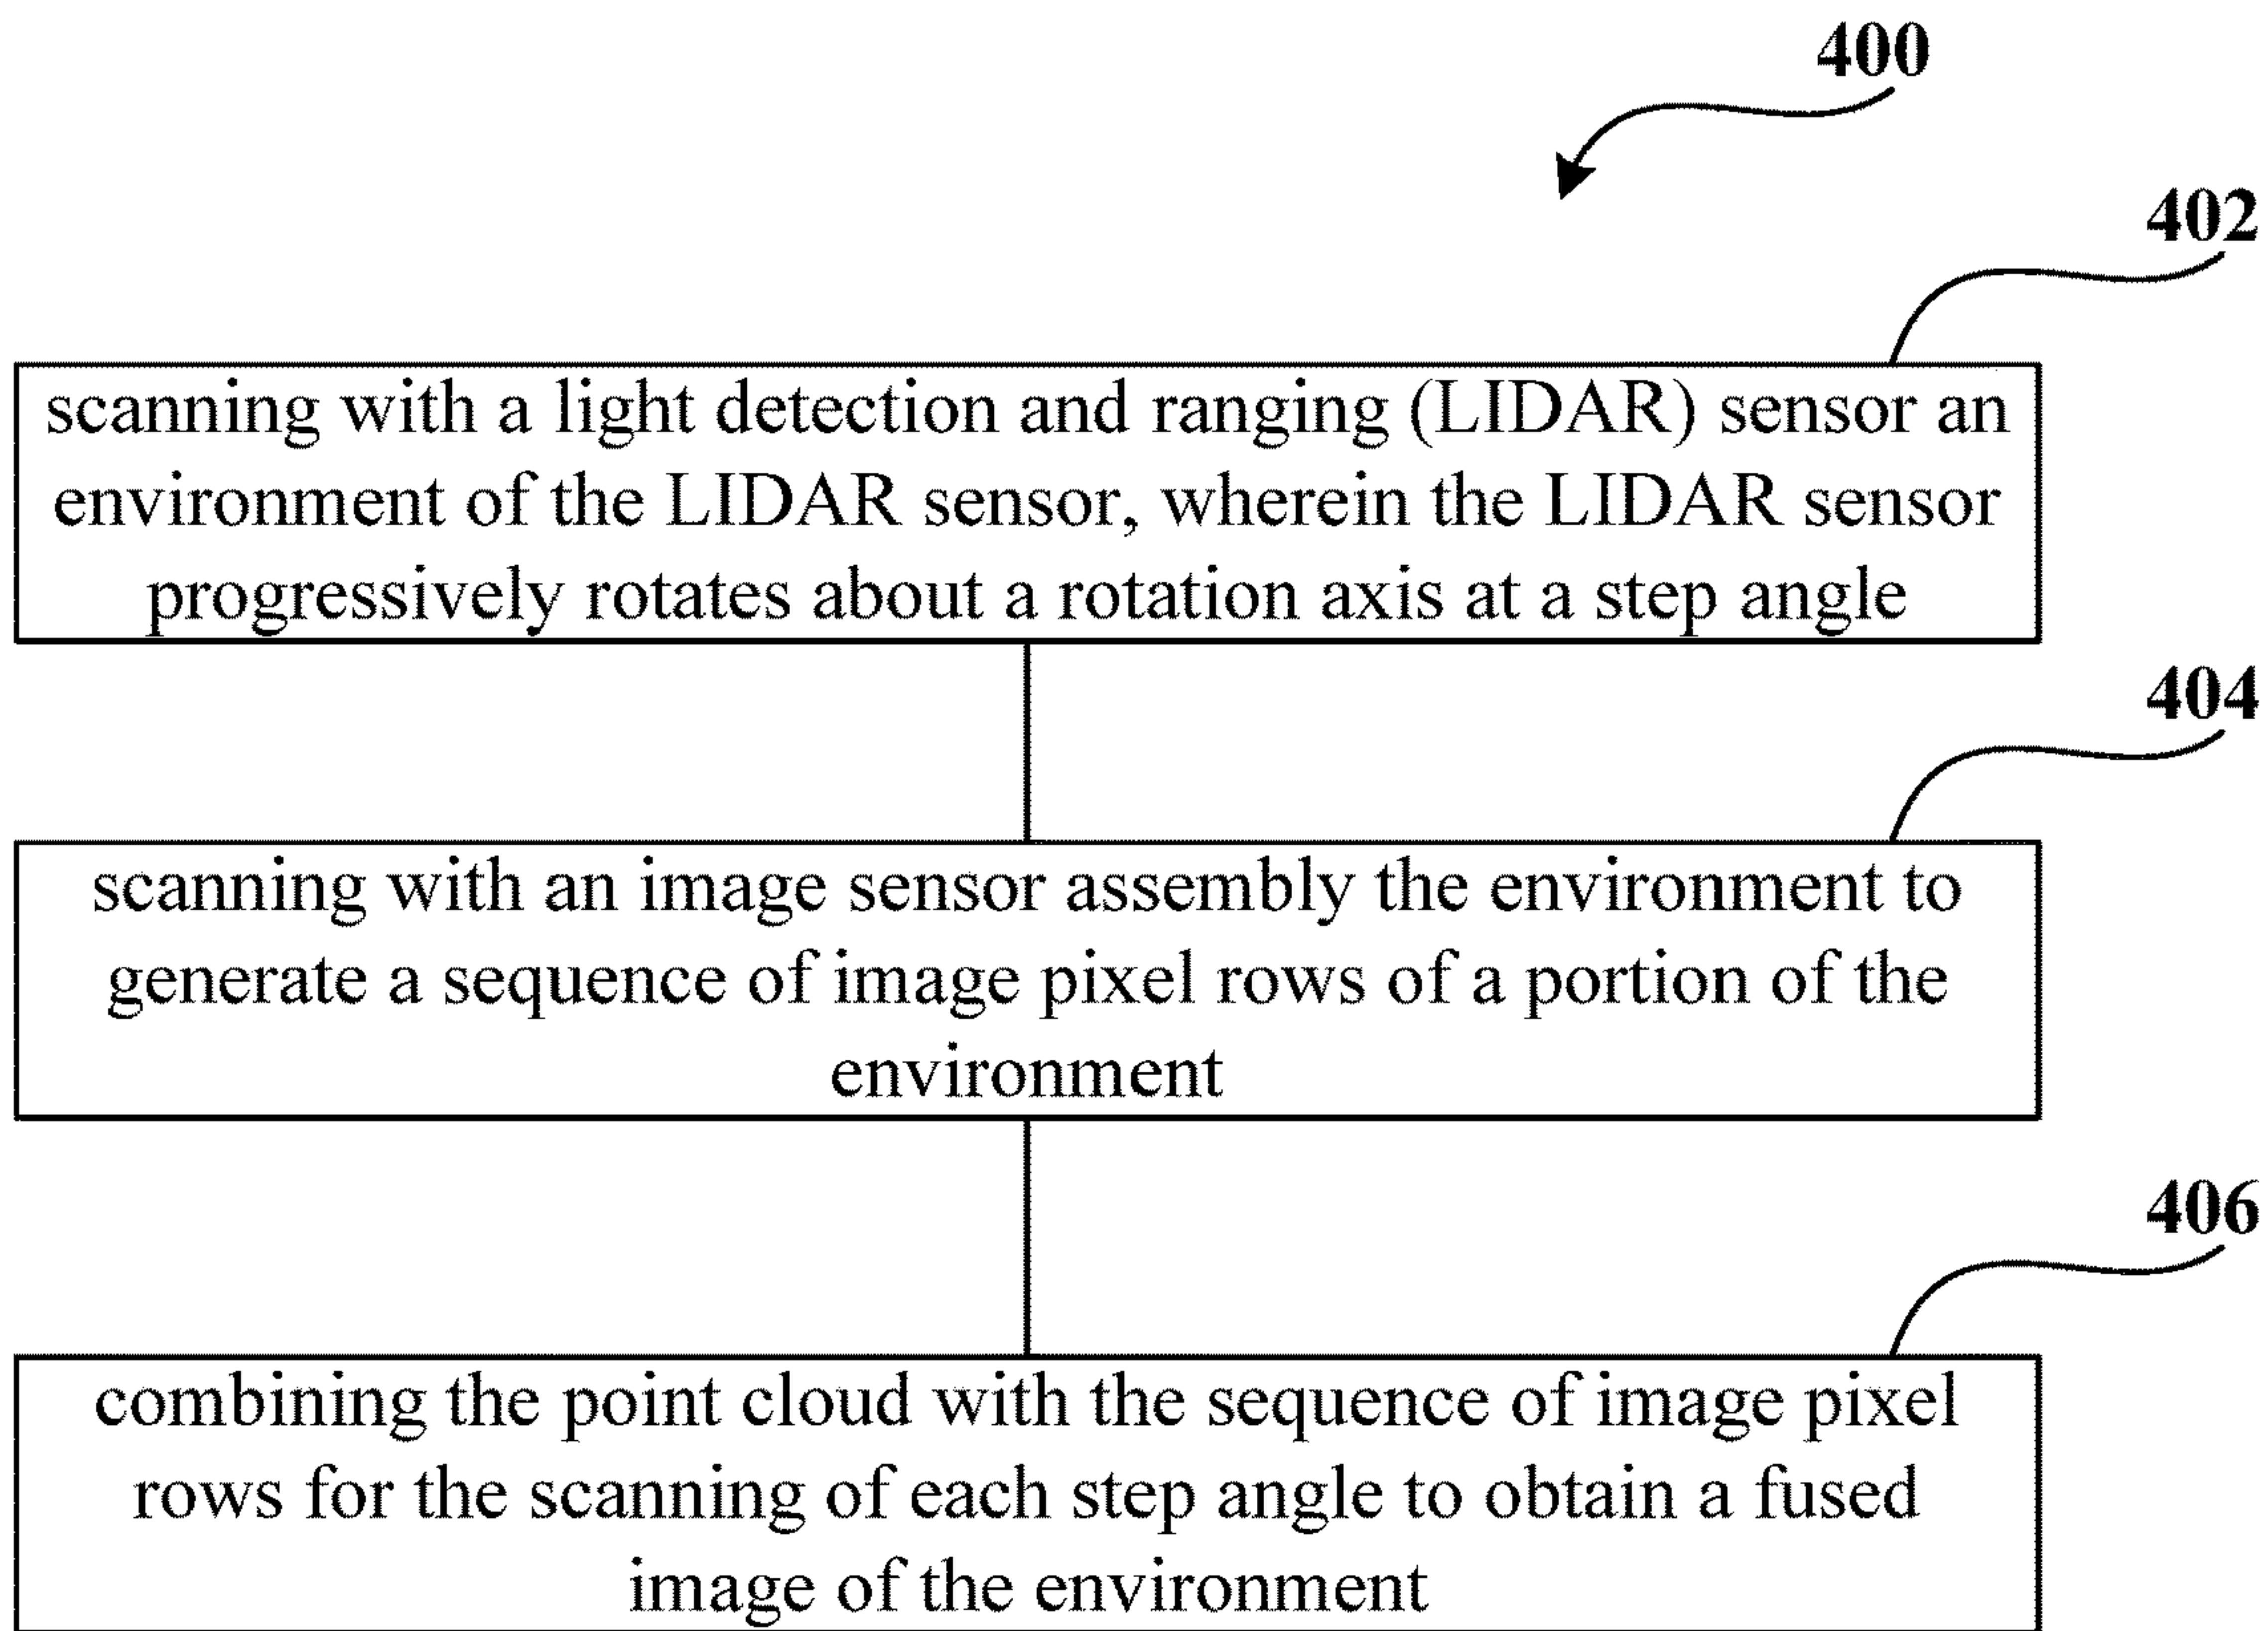 400
402
scanning with a light detection and ranging (LIDAR) sensor an
environment of the LIDAR sensor, wherein the LIDAR sensor
progressively rotates about a rotation axis at a step angle
404
scanning with an image sensor assembly the environment to
generate a sequence of image pixel rows of a portion of the
environment
406
combining the point cloud with the sequence of image pixel
rows for the scanning of each step angle to obtain a fused
image of the environment